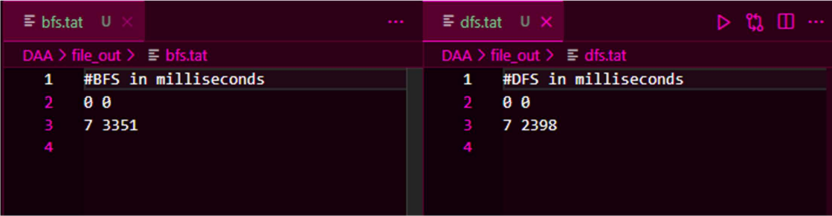 bfs.tat U
DAA > file_out > bfs.tat
1 #BFS in milliseconds
2 0 0
3 7 3351
4
dfs.tat U
DAA > file_out > dfs.tat
1 #DFS in milliseconds
2 0 0
3 7 2398
4